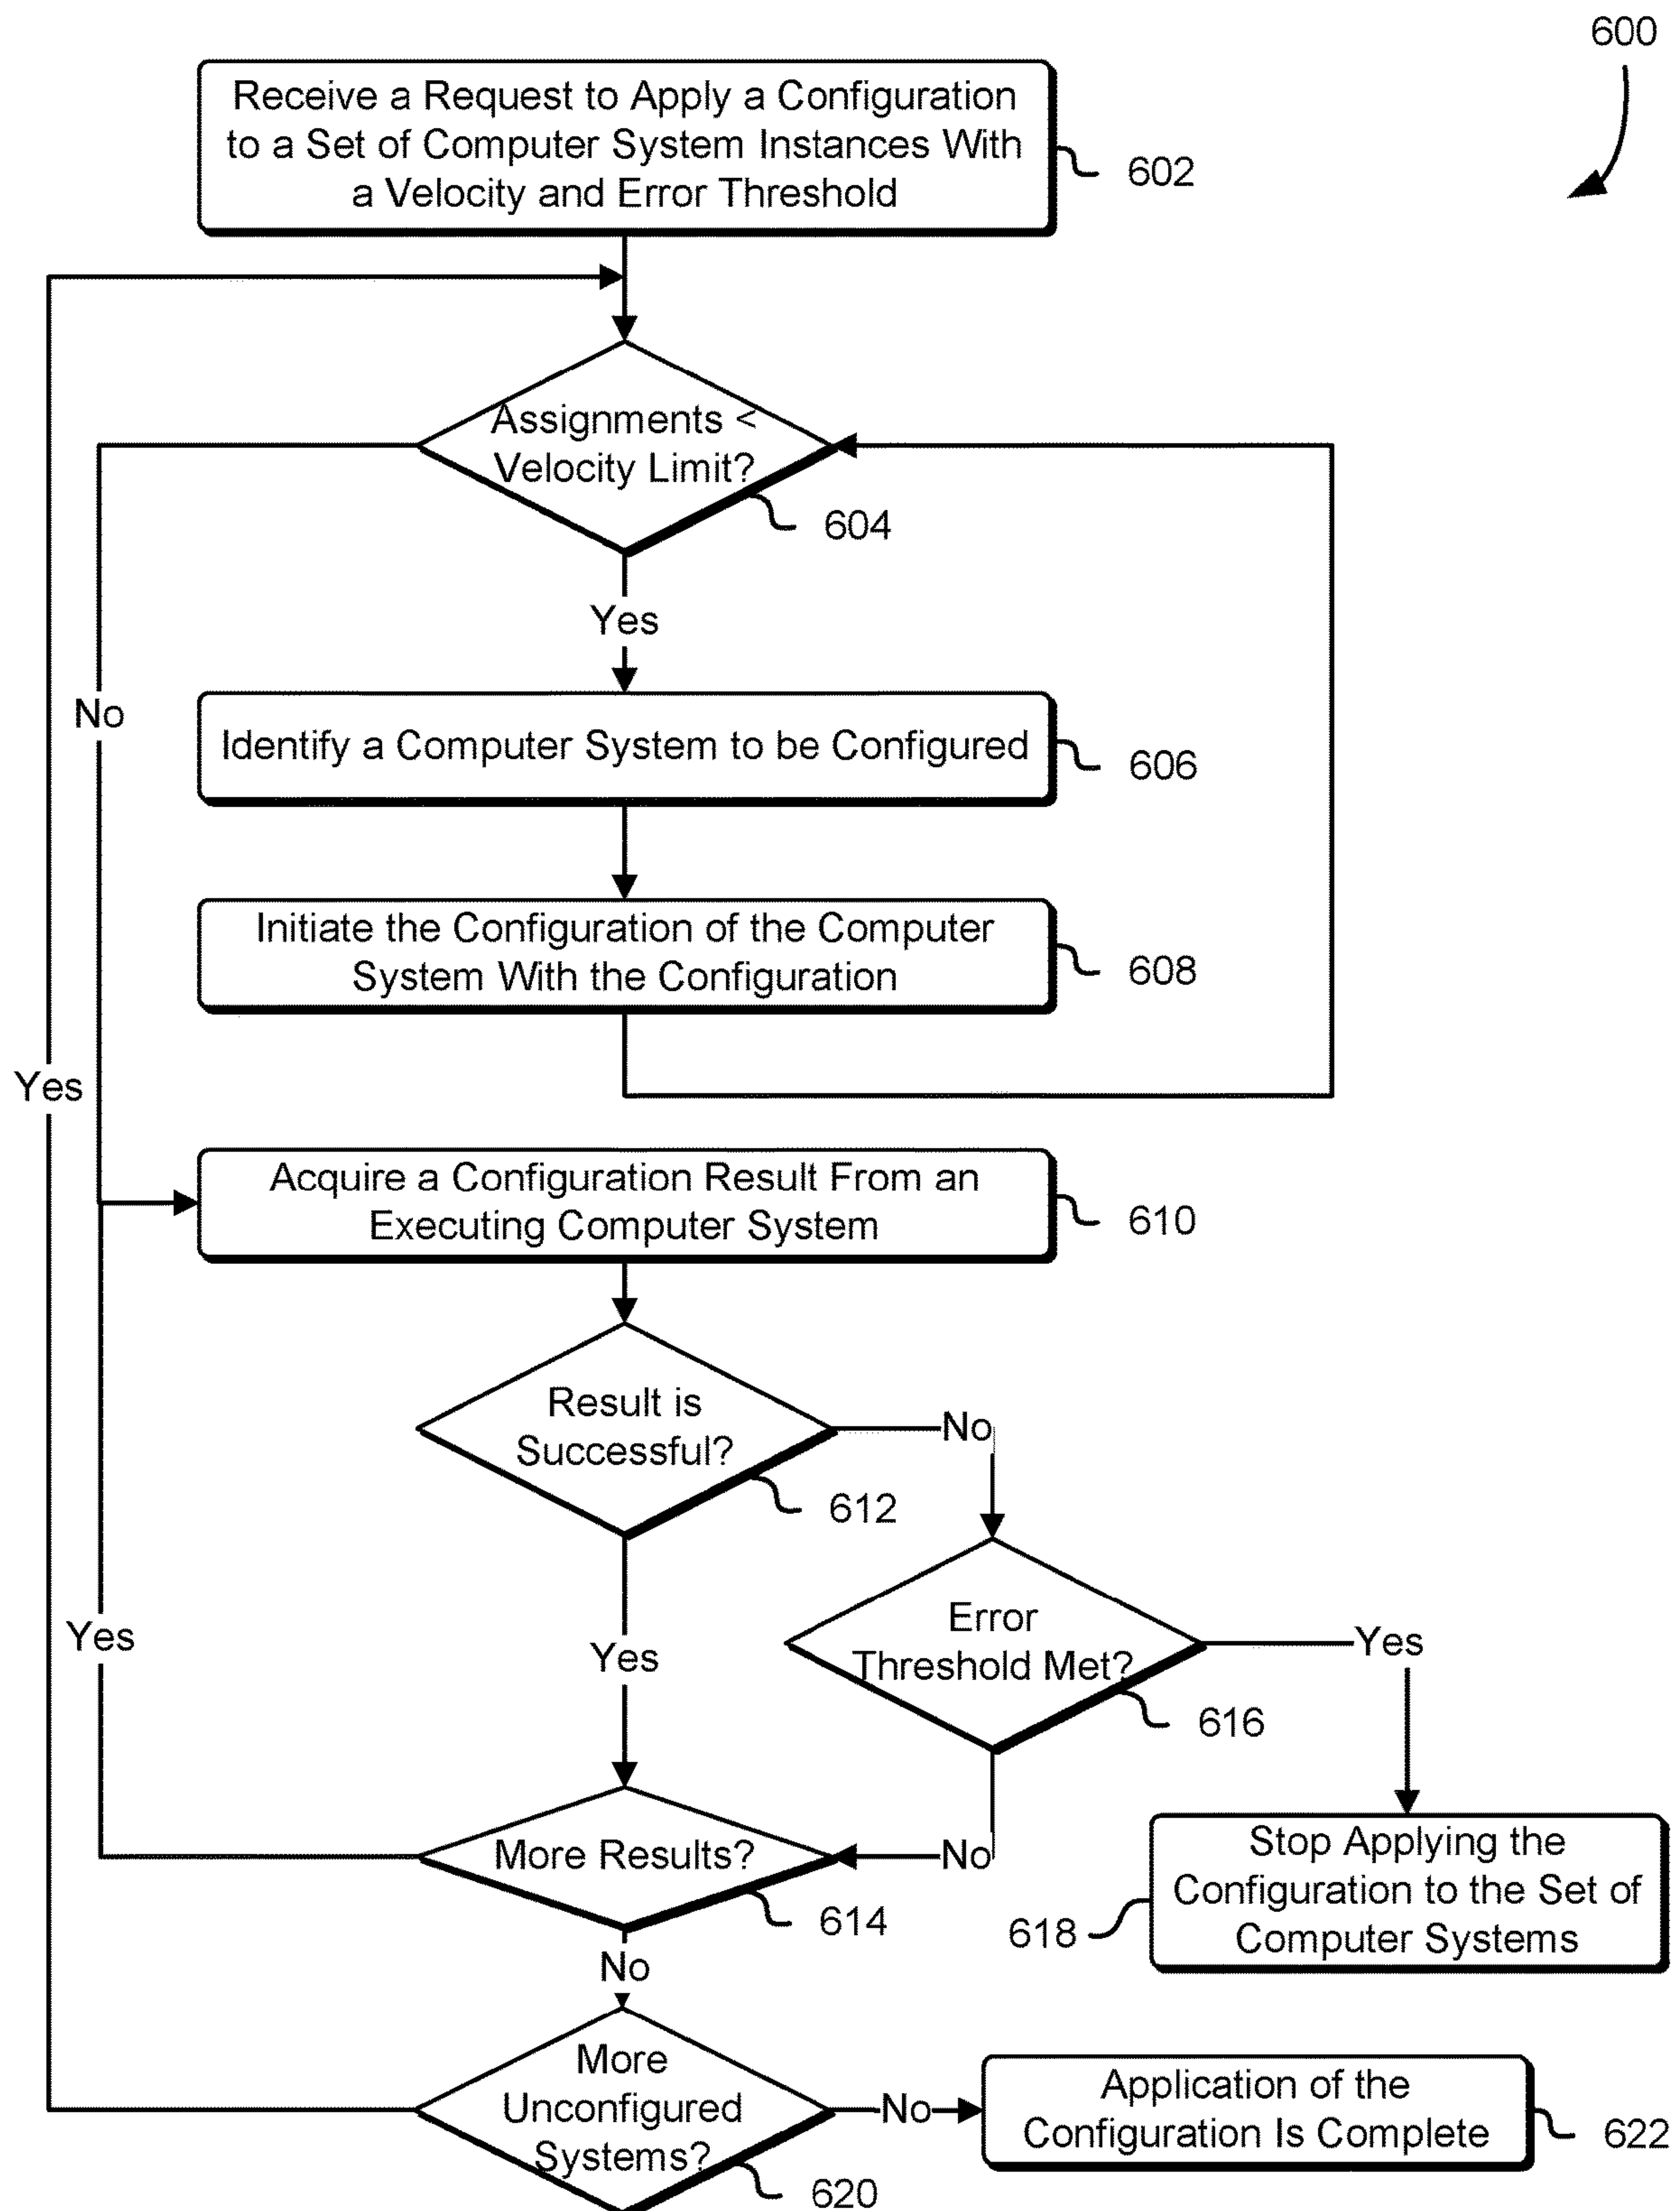 600
Receive a Request to Apply a Configuration
to a Set of Computer System Instances With
a Velocity and Error Threshold
602
Assignments <
Velocity Limit?
604
Yes
No
Identify a Computer System to be Configured
606
Initiate the Configuration of the Computer
System With the Configuration
608
Yes
Acquire a Configuration Result From an
Executing Computer System
610
Result is
Successful?
No
612
Error
Threshold Met?
Yes
616
Yes
Yes
More Results?
No
614
Stop Applying the
Configuration to the Set of
Computer Systems
618
No
More
Unconfigured
Systems?
620
No
Application of the
Configuration Is Complete
622